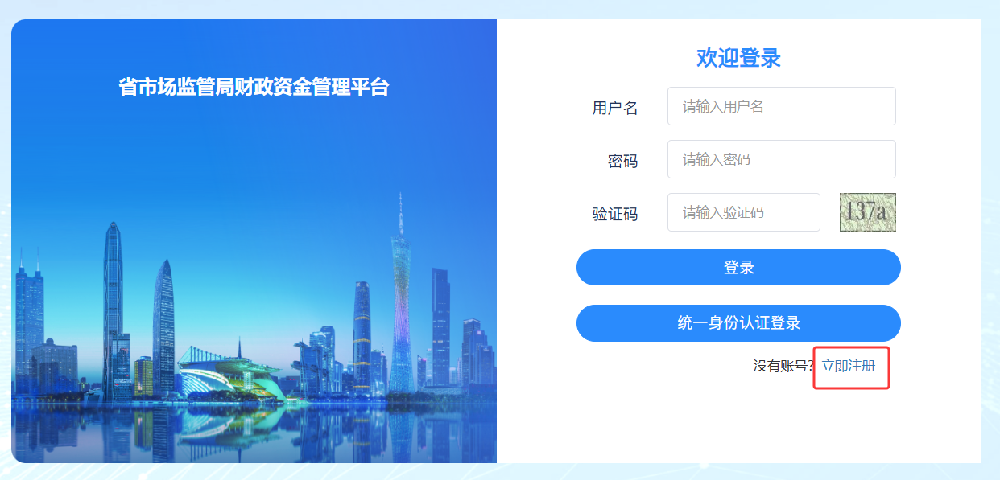 省市场监管局财政资金管理平台
欢迎登录
用户名 请输入用户名
密码 请输入密码
验证码 请输入验证码 137a
登录
统一身份认证登录
没有账号? 立即注册